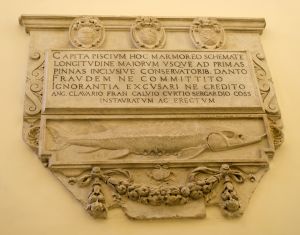 CAPITA PISCIUM HOC MARMOREO SCHEMATE
LONGITUDINE MAIORUM USQUE AD PRIMAS
PINNAS INCLUSIVE CONSERVATORIB. DANTO
FRAUDEM NE COMMITTITO
IGNORANTIA EXCUSARI NE CREDITO
ANG. CLAVARIO FRAN CALVIO CURTIO SERGARDIO COSS
INSTAURATUM AC ERECTUM